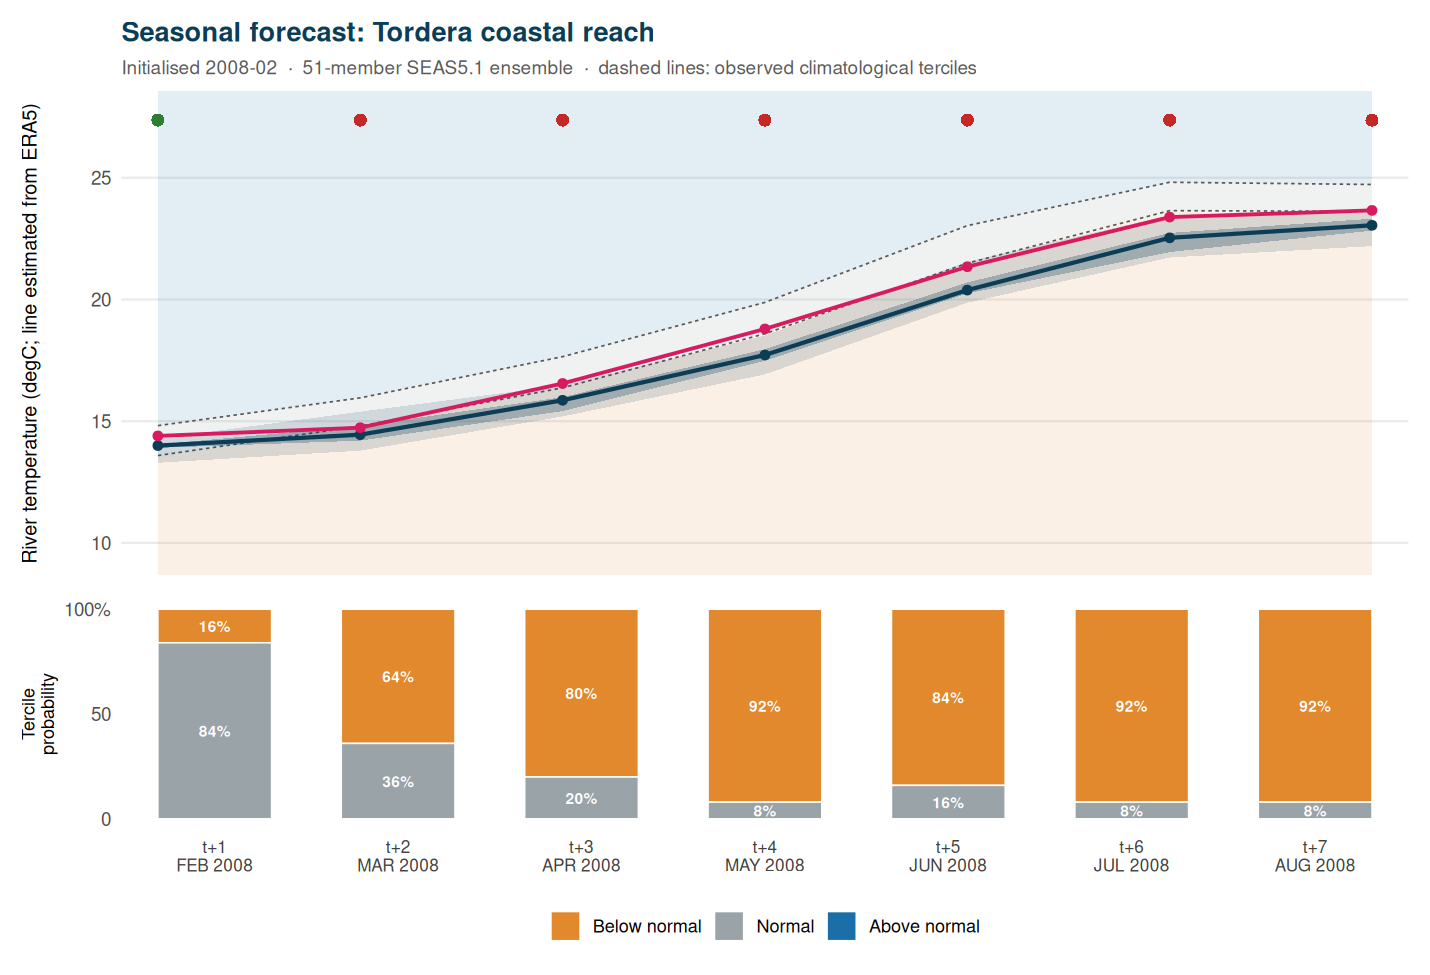 Seasonal forecast: Tordera coastal reach
Initialised 2008-02 · 51-member SEAS5.1 ensemble · dashed lines: observed climatological terciles
River temperature (degC; line estimated from ERA5)
25
20
15
10
Tercile
probability
100%
50
0
16%
84%
64%
36%
80%
20%
92%
8%
84%
16%
92%
8%
92%
8%
t+1
FEB 2008
t+2
MAR 2008
t+3
APR 2008
t+4
MAY 2008
t+5
JUN 2008
t+6
JUL 2008
t+7
AUG 2008
Below normal
Normal
Above normal